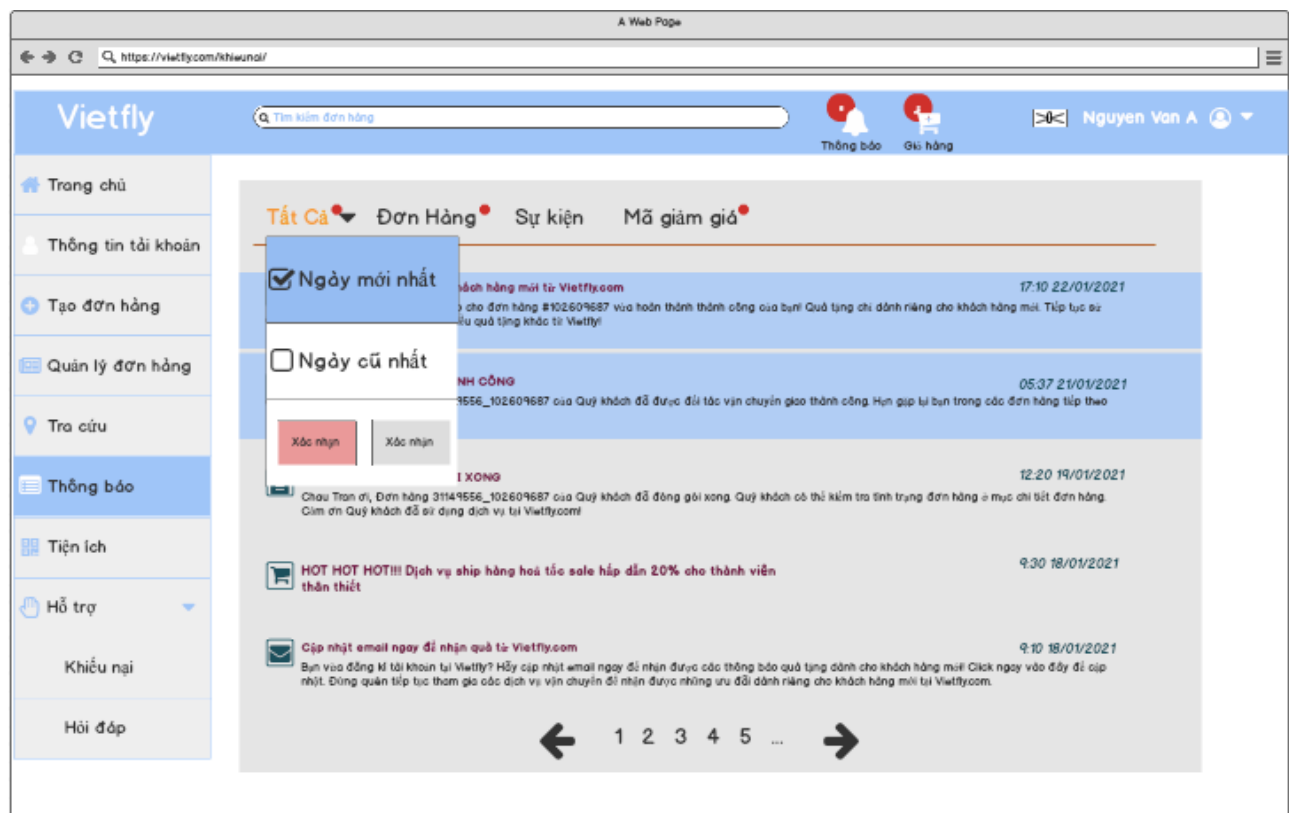 A Web Page
https://vietfly.com/khieunai/
Vietfly
Tìm kiếm đơn hàng
Thông báo
Giỏ hàng
Nguyen Van A
Trang chủ
Thông tin tài khoản
Tạo đơn hàng
Quản lý đơn hàng
Tra cứu
Thông báo
Tiện ích
Hỗ trợ
Khiếu nại
Hỏi đáp
Tất Cả Đơn Hàng Sự kiện Mã giảm giá
Ngày mới nhất
Ngày cũ nhất
Xác nhận Xác nhận
hách hàng mới từ Vietfly.com 17:10 22/01/2021
cho đơn hàng #102609687 vừa hoàn thành thành công của bạn! Quà tặng chỉ dành riêng cho khách hàng mới. Tiếp tục sử
ều quà tặng khác từ Vietfly!
NH CÔNG 05:37 21/01/2021
9556_102609687 của Quý khách đã được đối tác vận chuyển giao thành công. Hẹn gặp lại bạn trong các đơn hàng tiếp theo
I XONG 12:20 19/01/2021
Chau Tran ơi, Đơn hàng 31149556_102609687 của Quý khách đã đóng gói xong. Quý khách có thể kiểm tra tình trạng đơn hàng ở mục chi tiết đơn hàng.
Cảm ơn Quý khách đã sử dụng dịch vụ tại Vietfly.com!
HOT HOT HOT!!! Dịch vụ ship hàng hoả tốc sale hấp dẫn 20% cho thành viên 9:30 18/01/2021
thân thiết
Cập nhật email ngay để nhận quà từ Vietfly.com 9:10 18/01/2021
Bạn vừa đăng kí tài khoản tại Vietfly? Hãy cập nhật email ngay để nhận được các thông báo quà tặng dành cho khách hàng mới! Click ngay vào đây để cập
nhật. Đừng quên tiếp tục tham gia các dịch vụ vận chuyển để nhận được những ưu đãi dành riêng cho khách hàng mới tại Vietfly.com.
1 2 3 4 5 ...